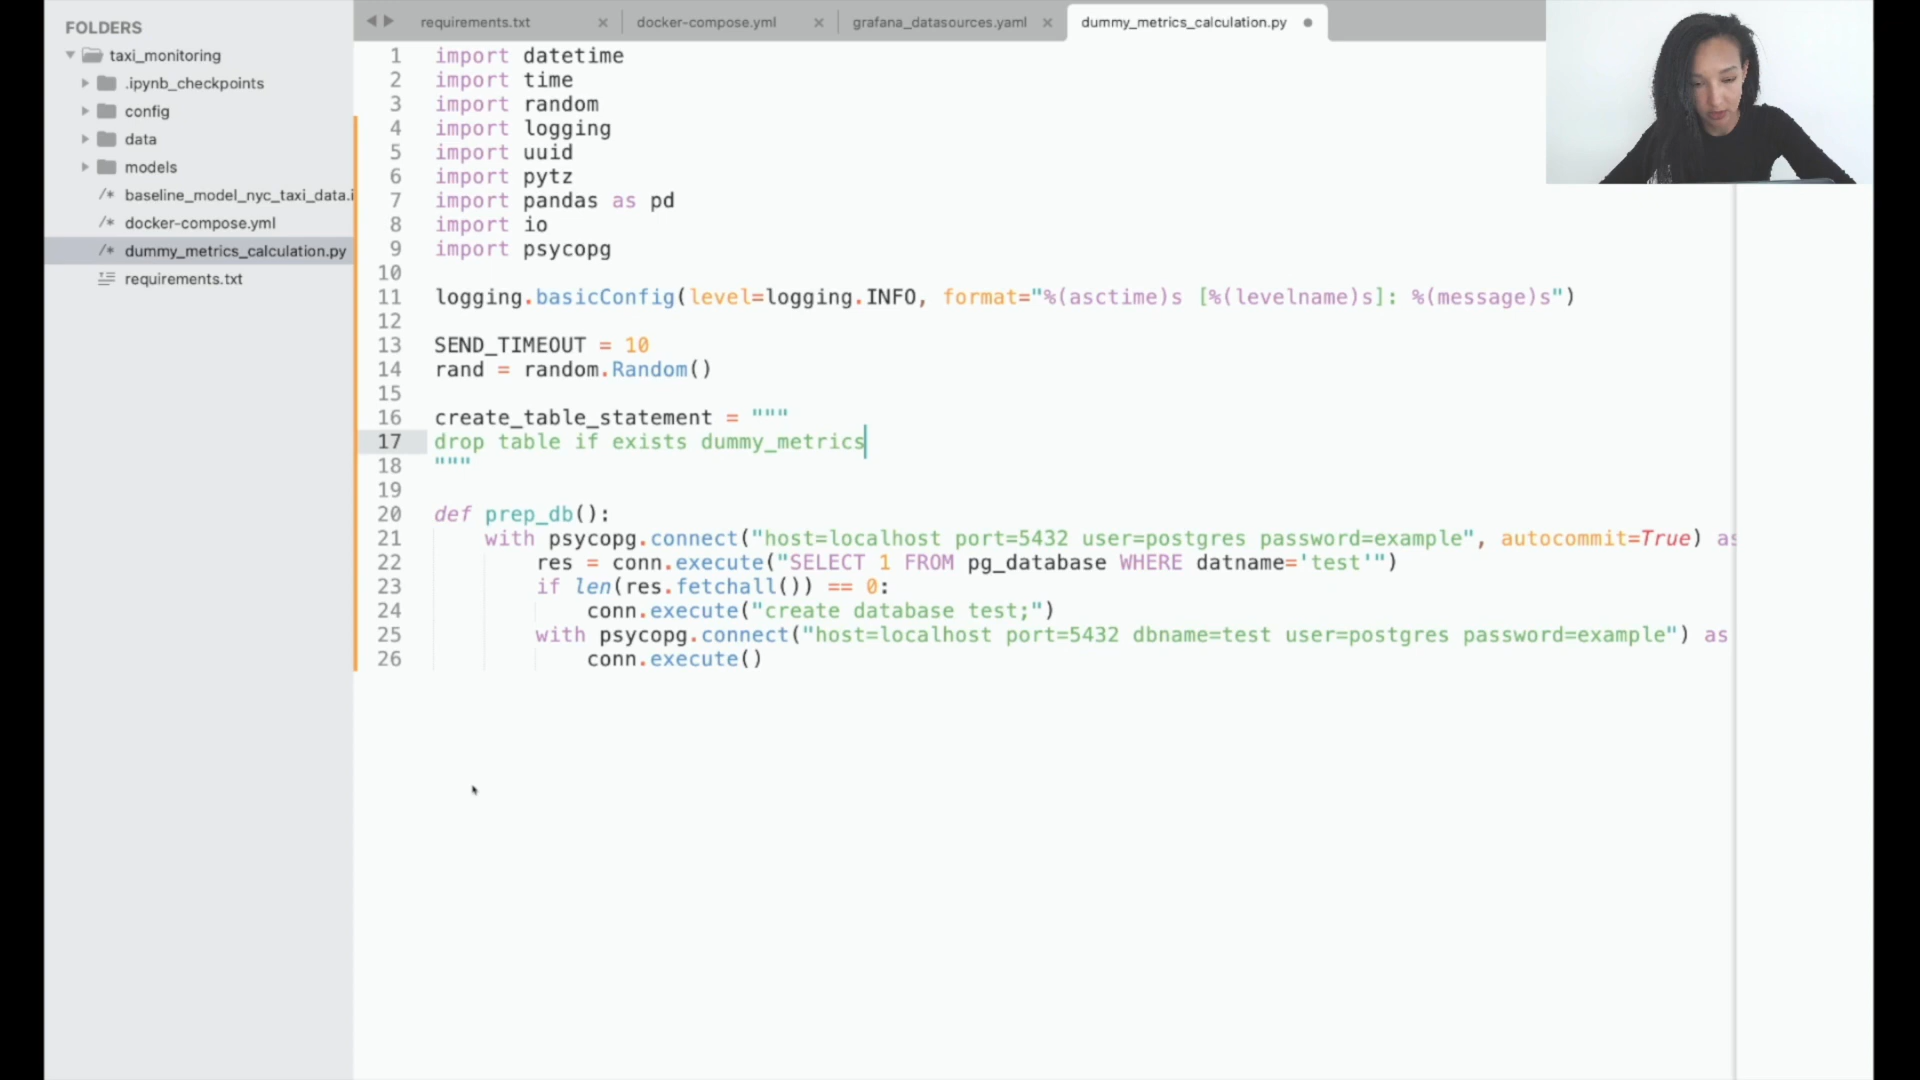 FOLDERS
taxi_monitoring
.ipynb_checkpoints
config
data
models
baseline_model_nyc_taxi_data.i
docker-compose.yml
dummy_metrics_calculation.py
requirements.txt
requirements.txt × docker-compose.yml × grafana_datasources.yaml × dummy_metrics_calculation.py
1 import datetime
2 import time
3 import random
4 import logging
5 import uuid
6 import pytz
7 import pandas as pd
8 import io
9 import psycopg
10
11 logging.basicConfig(level=logging.INFO, format="%(asctime)s [%(levelname)s]: %(message)s")
12
13 SEND_TIMEOUT = 10
14 rand = random.Random()
15
16 create_table_statement = """
17 drop table if exists dummy_metrics
18 """
19
20 def prep_db():
21     with psycopg.connect("host=localhost port=5432 user=postgres password=example", autocommit=True) as
22         res = conn.execute("SELECT 1 FROM pg_database WHERE datname='test'")
23         if len(res.fetchall()) == 0:
24             conn.execute("create database test;")
25         with psycopg.connect("host=localhost port=5432 dbname=test user=postgres password=example") as
26             conn.execute()